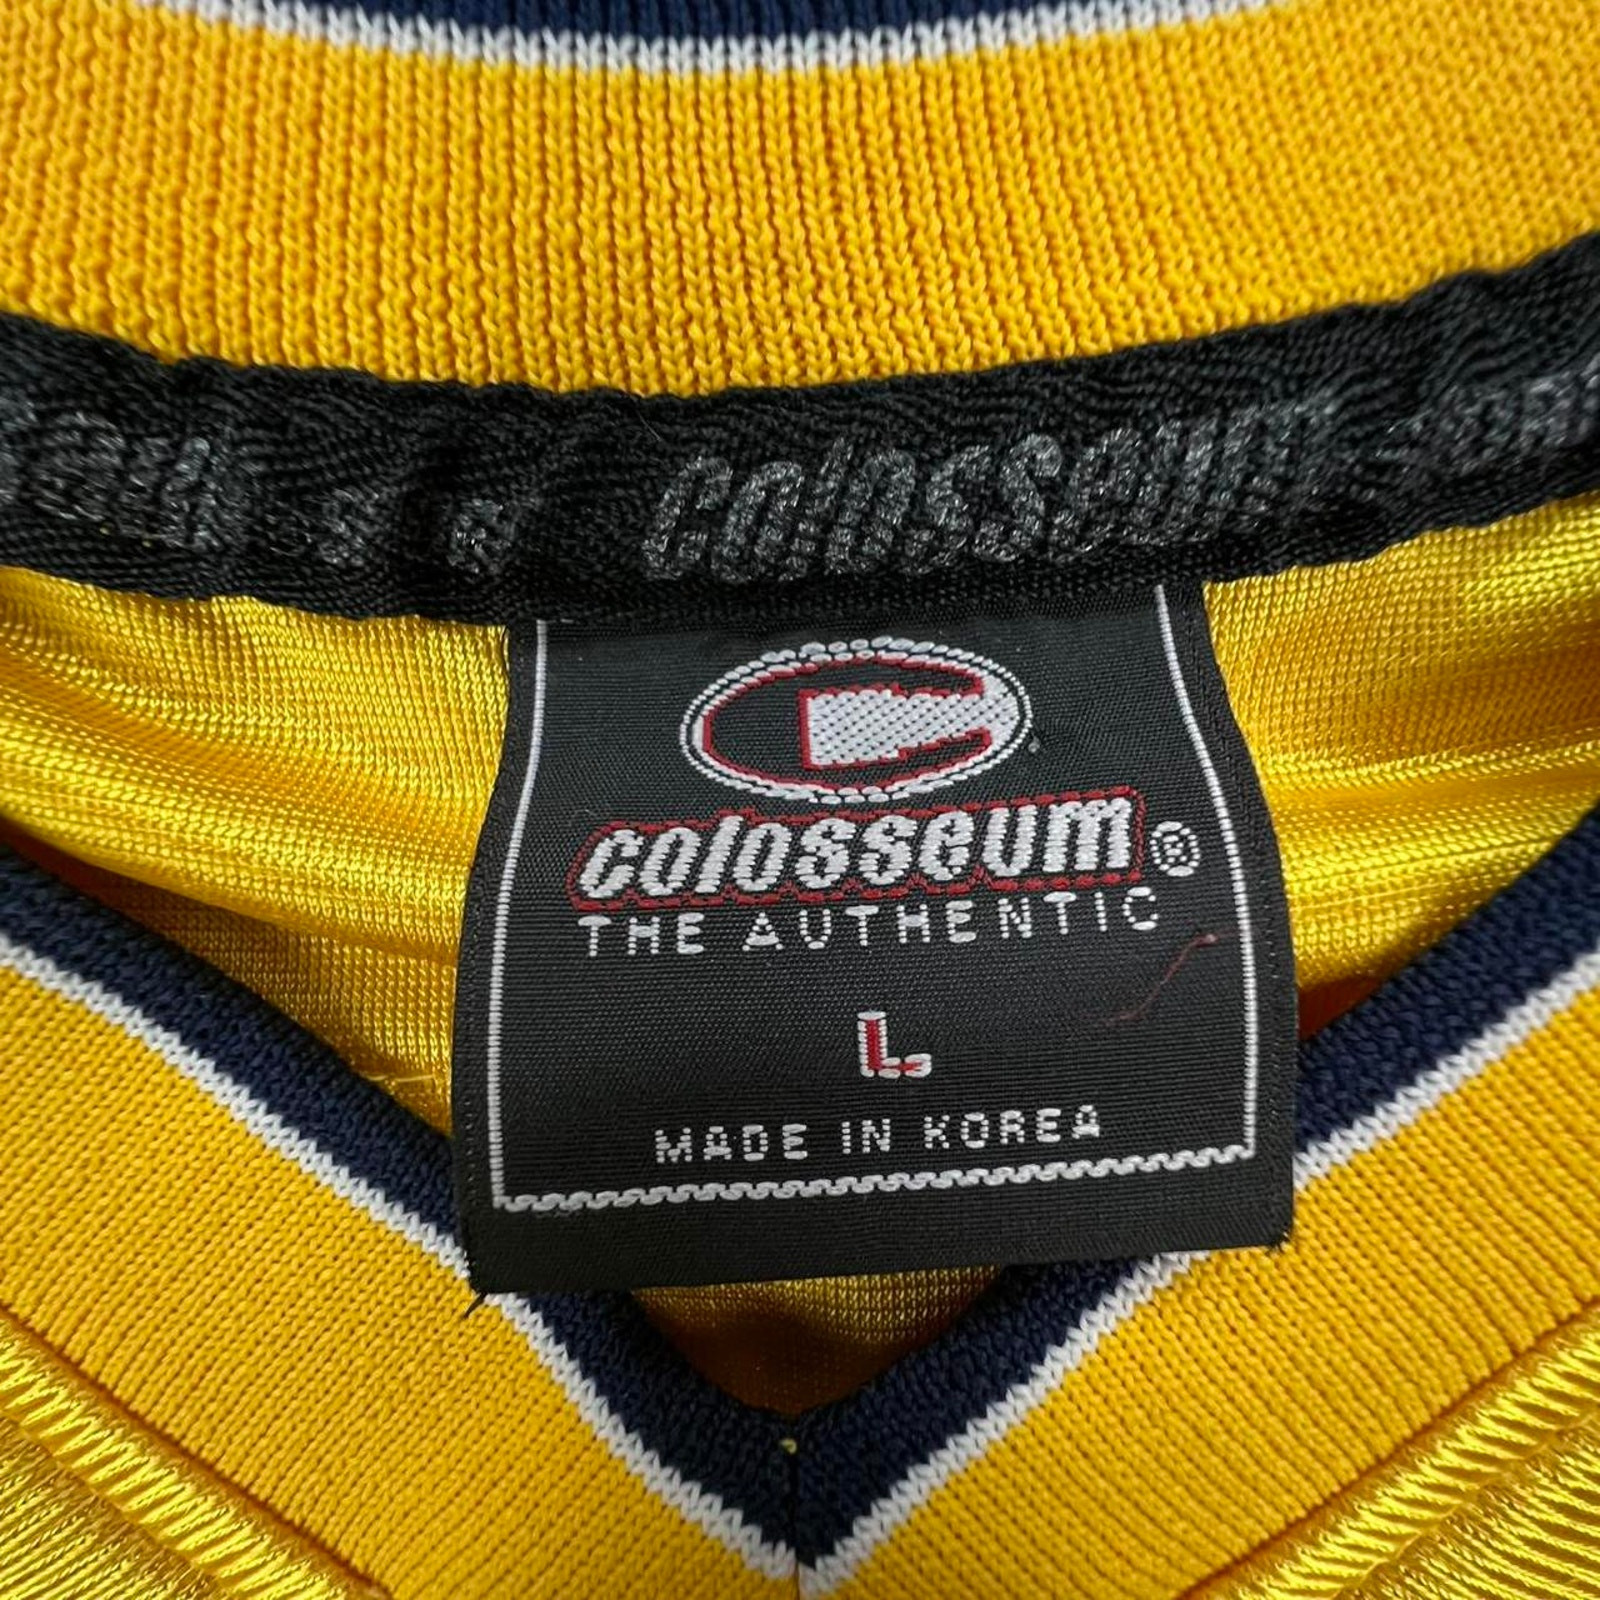 colosseum
colosseum®
THE AUTHENTIC
L
MADE IN KOREA